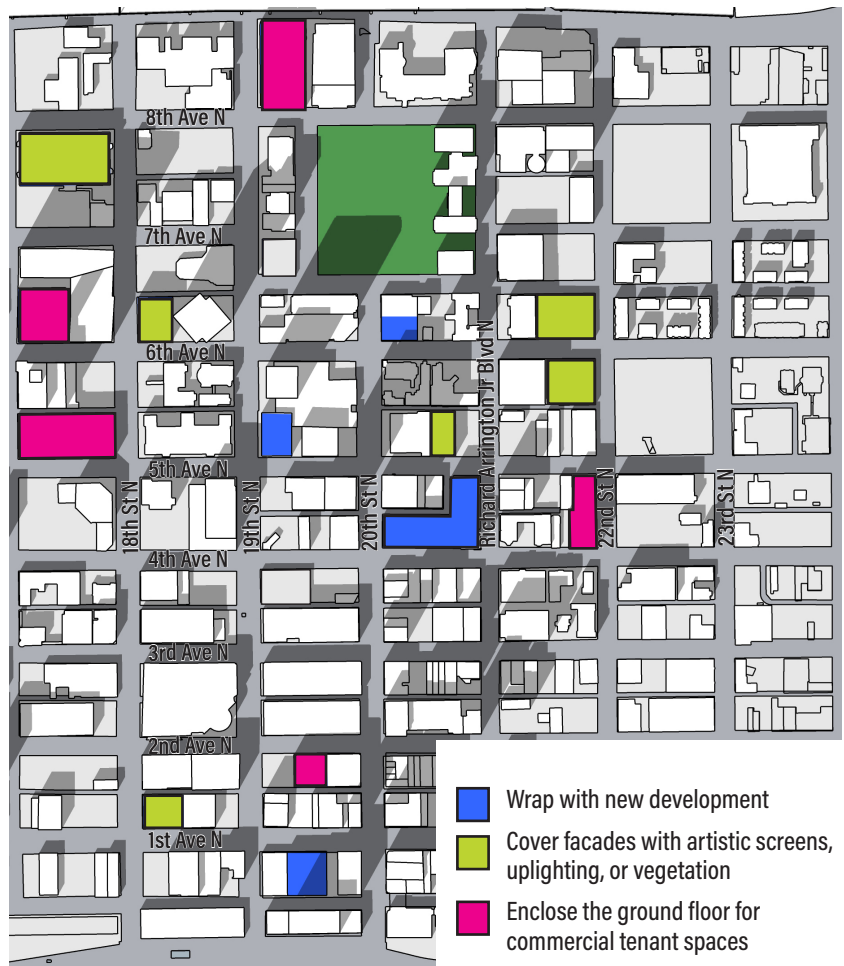 8th Ave N
7th Ave N
6th Ave N
5th Ave N
18th St N
19th St N
20th St N
Richard Arrington Jr Blvd N
22nd St N
23rd St N
4th Ave N
3rd Ave N
2nd Ave N
1st Ave N
Wrap with new development
Cover facades with artistic screens,
uplighting, or vegetation
Enclose the ground floor for
commercial tenant spaces